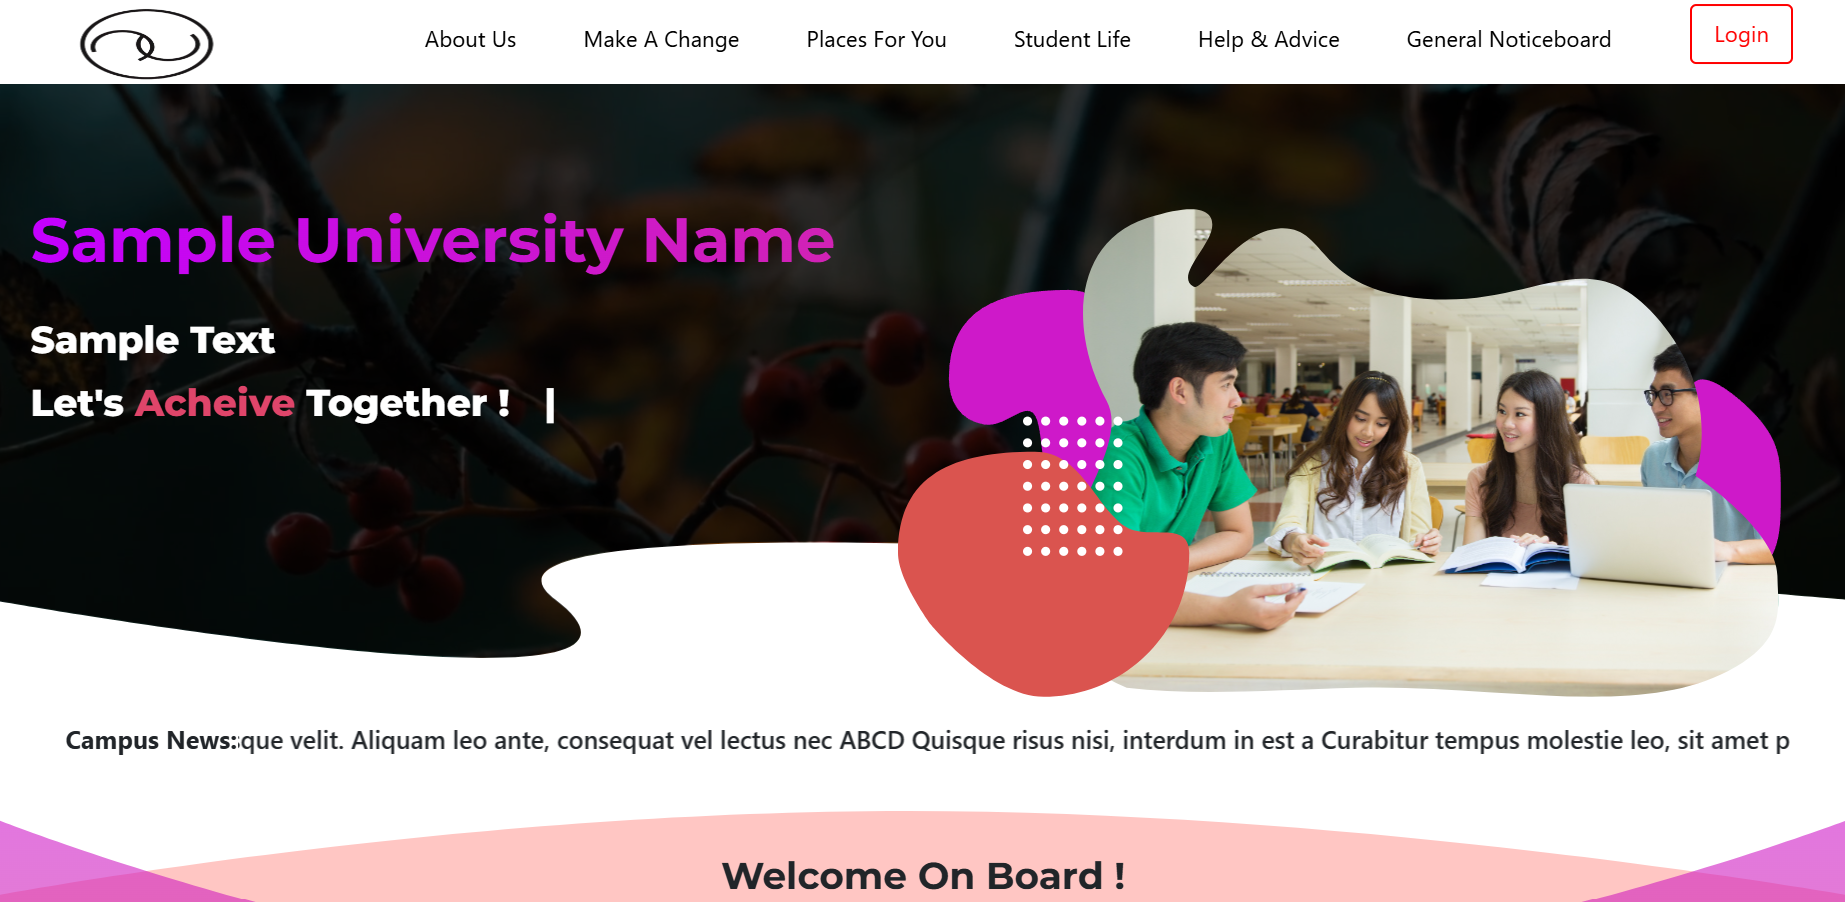 About Us Make A Change Places For You Student Life Help & Advice General Noticeboard Login
Sample University Name
Sample Text
Let's Acheive Together ! |
Campus News: que velit. Aliquam leo ante, consequat vel lectus nec ABCD Quisque risus nisi, interdum in est a Curabitur tempus molestie leo, sit amet p
Welcome On Board !